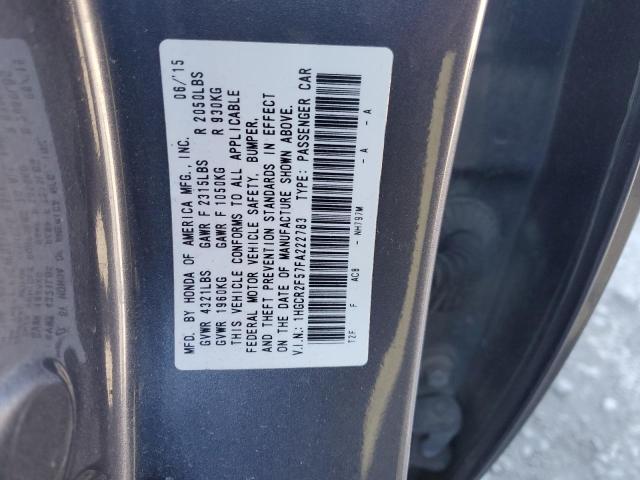 MFD. BY HONDA OF AMERICA MFG., INC. 06/'15
GVWR 4321LBS GAWR F 2315LBS R 2050LBS
GVWR 1960KG GAWR F 1050KG R 930KG
THIS VEHICLE CONFORMS TO ALL APPLICABLE
FEDERAL MOTOR VEHICLE SAFETY, BUMPER,
AND THEFT PREVENTION STANDARDS IN EFFECT
ON THE DATE OF MANUFACTURE SHOWN ABOVE.
V.I.N.: 1HGCR2F57FA222783 TYPE: PASSENGER CAR
T2F F AC8 - NH797M - A - A